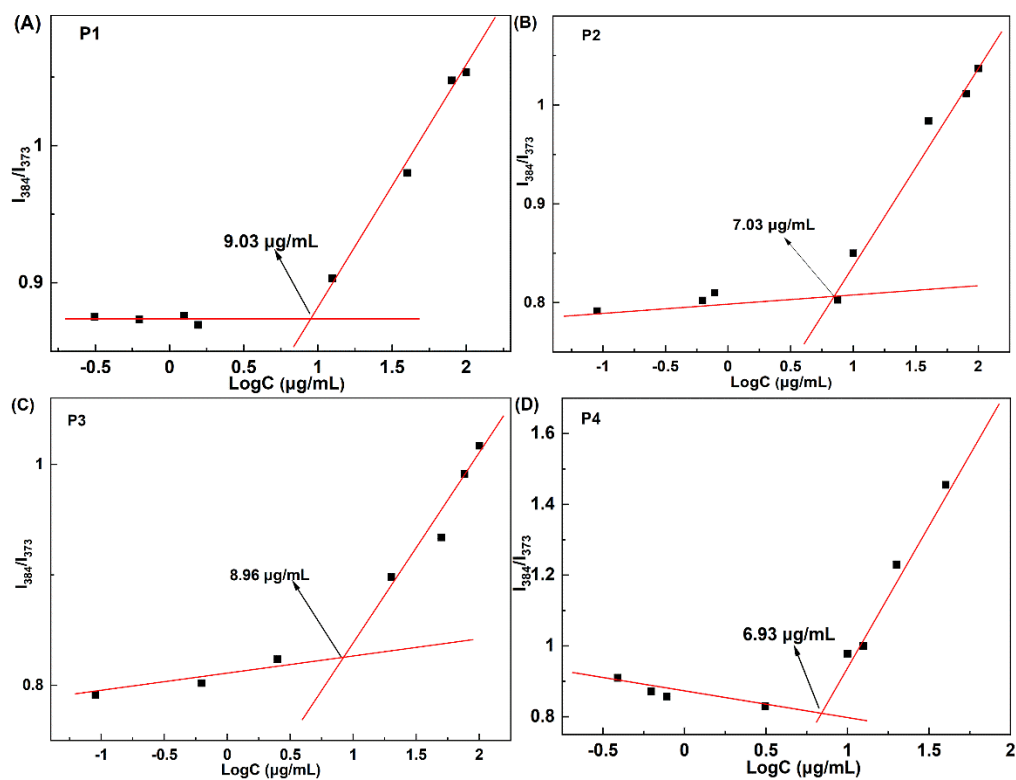 (A)
P1
1
0.9
I₃₈₄/I₃₇₃
9.03 µg/mL
-0.5 0 0.5 1 1.5 2
LogC (µg/mL)
(B)
P2
1
0.9
0.8
I₃₈₄/I₃₇₃
7.03 µg/mL
-1 -0.5 0 0.5 1 1.5 2
LogC (µg/mL)
(C)
P3
1
0.8
I₃₈₄/I₃₇₃
8.96 µg/mL
-1 -0.5 0 0.5 1 1.5 2
LogC (µg/mL)
(D)
P4
1.6
1.4
1.2
1
0.8
I₃₈₄/I₃₇₃
6.93 µg/mL
-0.5 0 0.5 1 1.5 2
LogC (µg/mL)